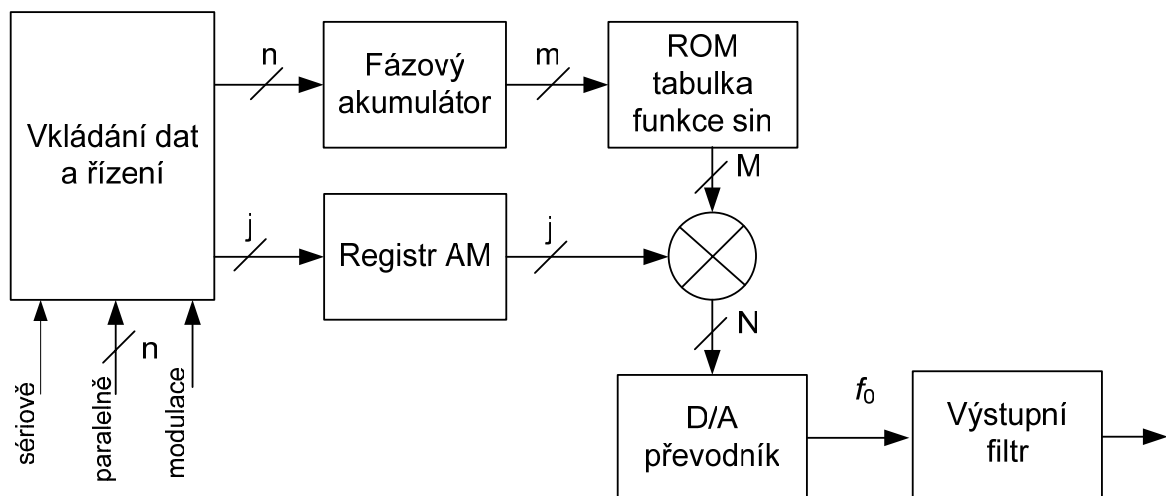 Vkládání dat
a řízení
n
Fázový
akumulátor
m
ROM
tabulka
funkce sin
M
j
Registr AM
j
N
n
sériově
paralelně
modulace
D/A
převodník
f0
Výstupní
filtr